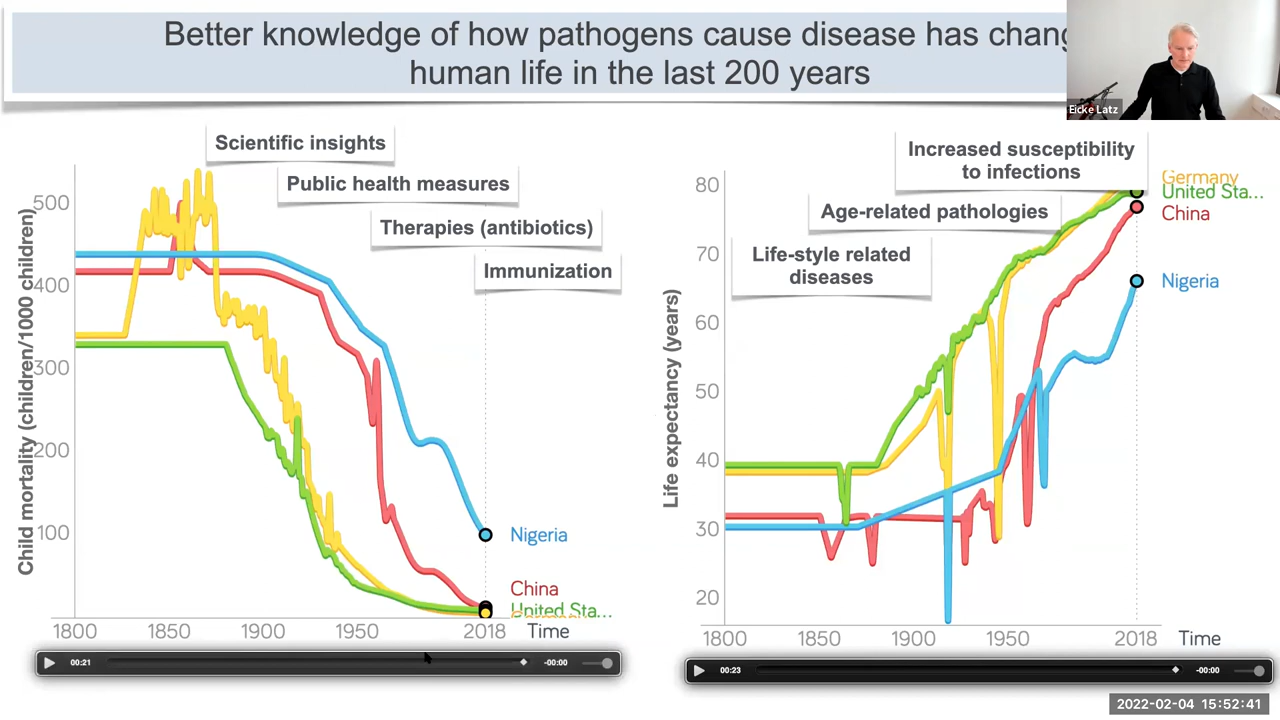 Better knowledge of how pathogens cause disease has chang
human life in the last 200 years
Eicke Latz
Scientific insights
Public health measures
Therapies (antibiotics)
Immunization
Child mortality (children/1000 children)
500
400
300
200
100
Nigeria
China
United Sta...
1800 1850 1900 1950 2018 Time
00:21 -00:00
Increased susceptibility
to infections
Age-related pathologies
Life-style related
diseases
Life expectancy (years)
80
70
60
50
40
30
20
Germany
United Sta...
China
Nigeria
1800 1850 1900 1950 2018 Time
00:23 -00:00
2022-02-04 15:52:41